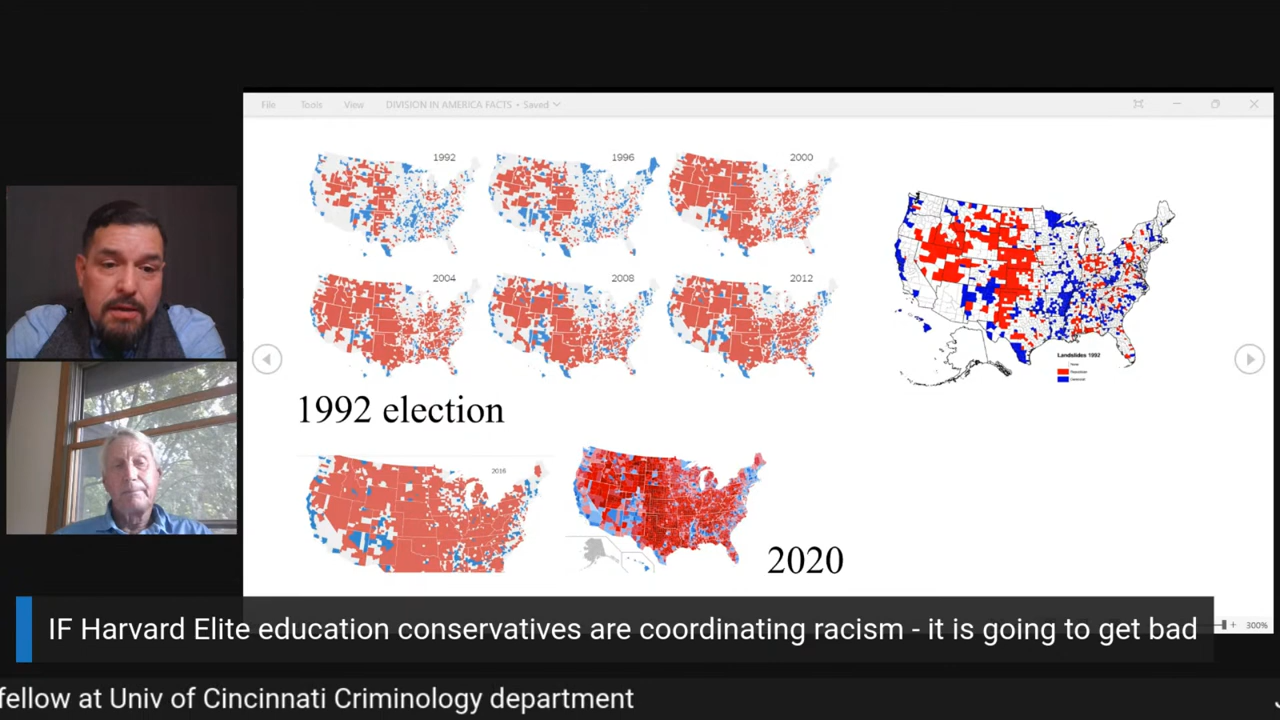 File Tools View DIVISION IN AMERICA FACTS • Saved
1992 1996 2000
2004 2008 2012
Landslides 1992
Republican
Democrat
1992 election
2016
2020
300%
IF Harvard Elite education conservatives are coordinating racism - it is going to get bad
fellow at Univ of Cincinnati Criminology department